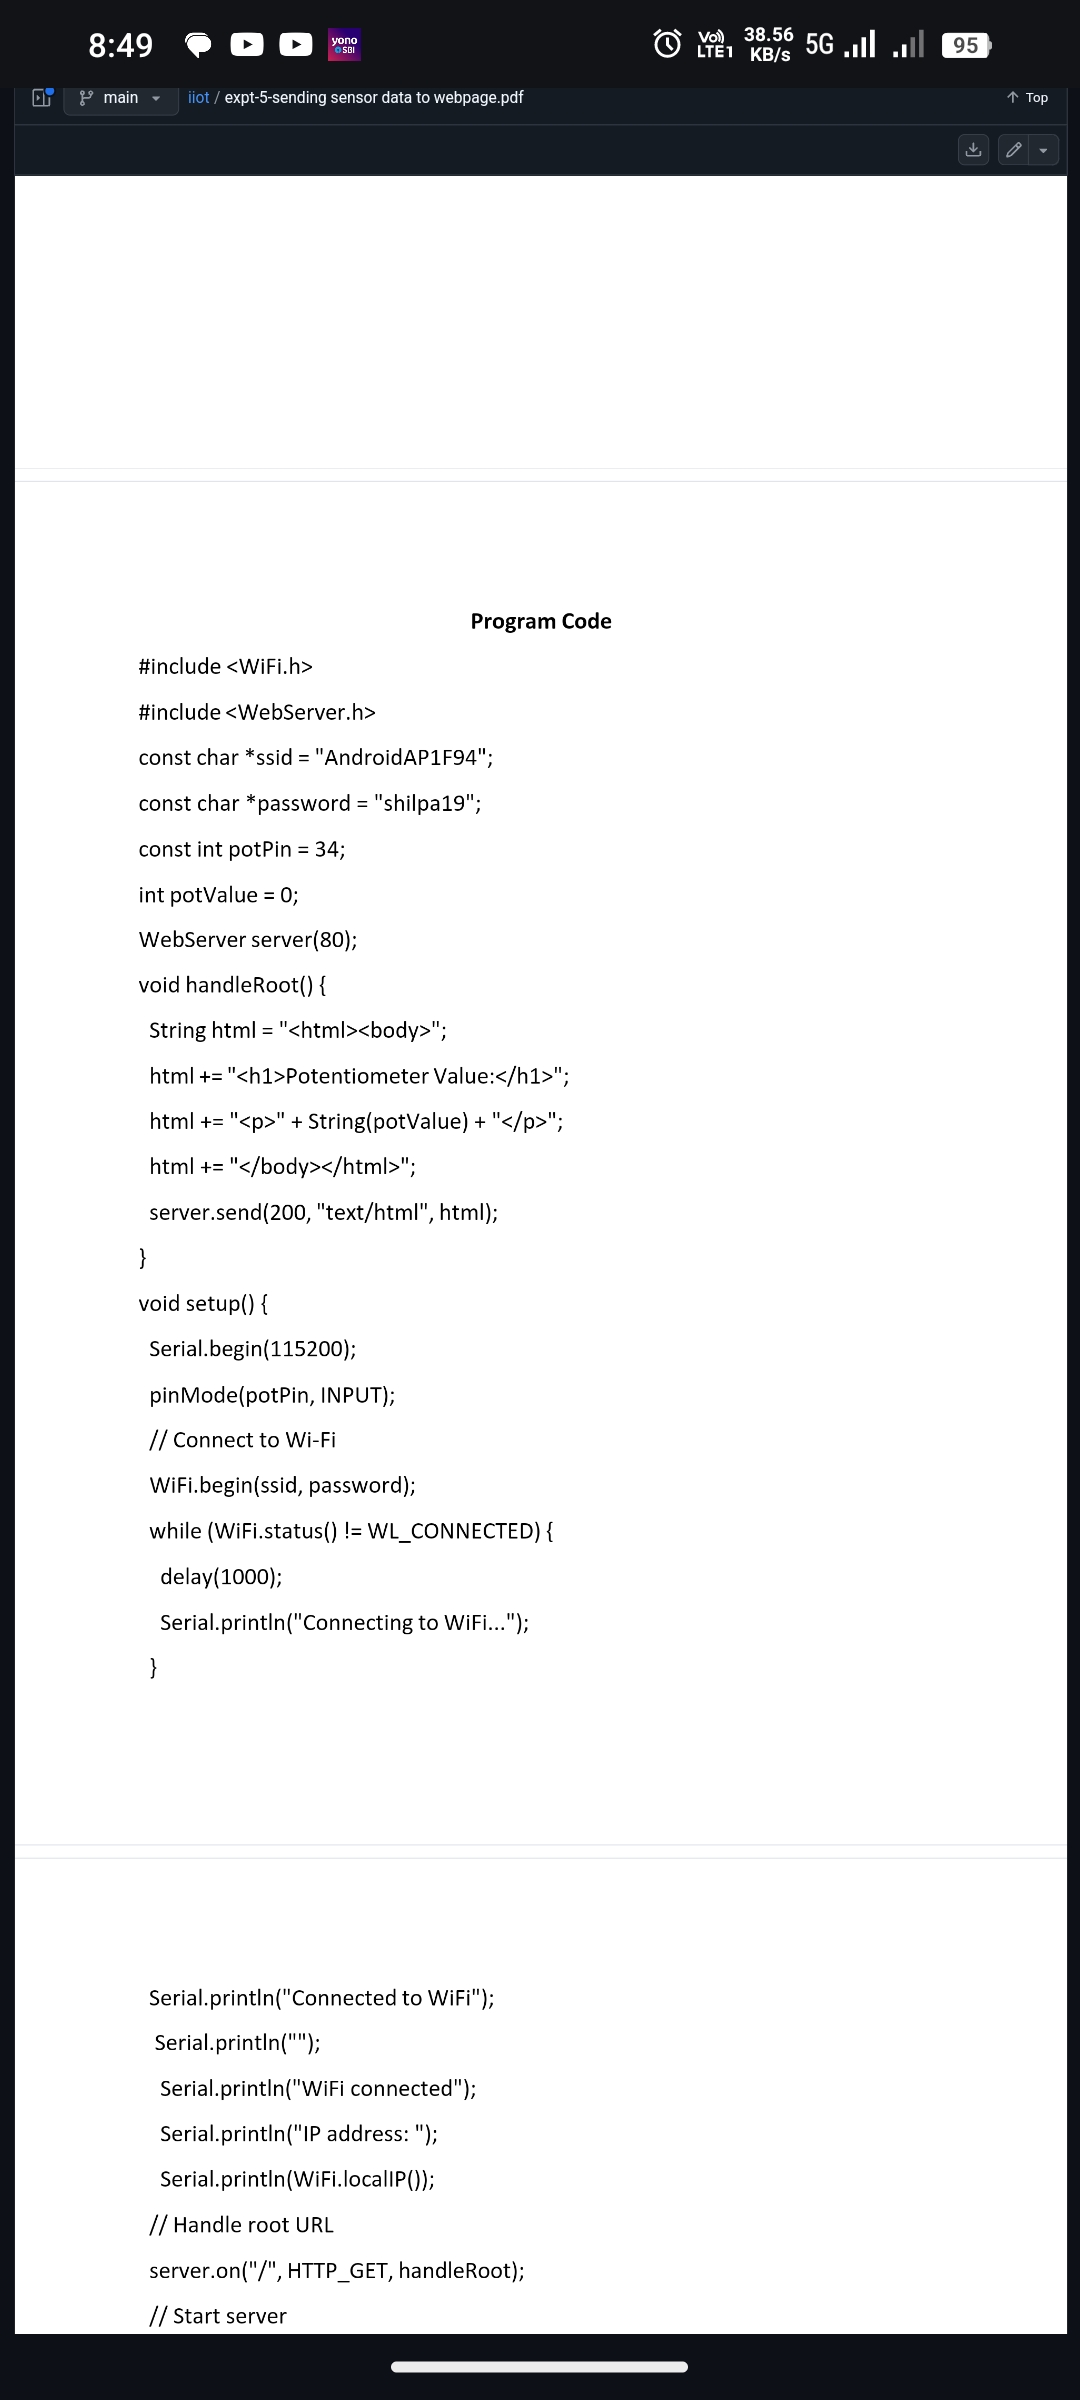 8:49
yono
SBI
Vo)) LTE1
38.56 KB/s
5G
95
main
iiot / expt-5-sending sensor data to webpage.pdf
↑ Top
Program Code
#include <WiFi.h>
#include <WebServer.h>
const char *ssid = "AndroidAP1F94";
const char *password = "shilpa19";
const int potPin = 34;
int potValue = 0;
WebServer server(80);
void handleRoot() {
  String html = "<html><body>";
  html += "<h1>Potentiometer Value:</h1>";
  html += "<p>" + String(potValue) + "</p>";
  html += "</body></html>";
  server.send(200, "text/html", html);
}
void setup() {
  Serial.begin(115200);
  pinMode(potPin, INPUT);
  // Connect to Wi-Fi
  WiFi.begin(ssid, password);
  while (WiFi.status() != WL_CONNECTED) {
    delay(1000);
    Serial.println("Connecting to WiFi...");
  }
  Serial.println("Connected to WiFi");
   Serial.println("");
    Serial.println("WiFi connected");
    Serial.println("IP address: ");
    Serial.println(WiFi.localIP());
  // Handle root URL
  server.on("/", HTTP_GET, handleRoot);
  // Start server